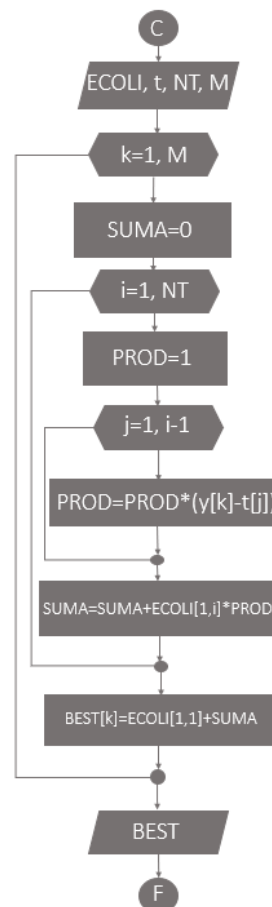 C
ECOLI, t, NT, M
k=1, M
SUMA=0
i=1, NT
PROD=1
j=1, i-1
PROD=PROD*(y[k]-t[j])
SUMA=SUMA+ECOLI[1,i]*PROD
BEST[k]=ECOLI[1,1]+SUMA
BEST
F